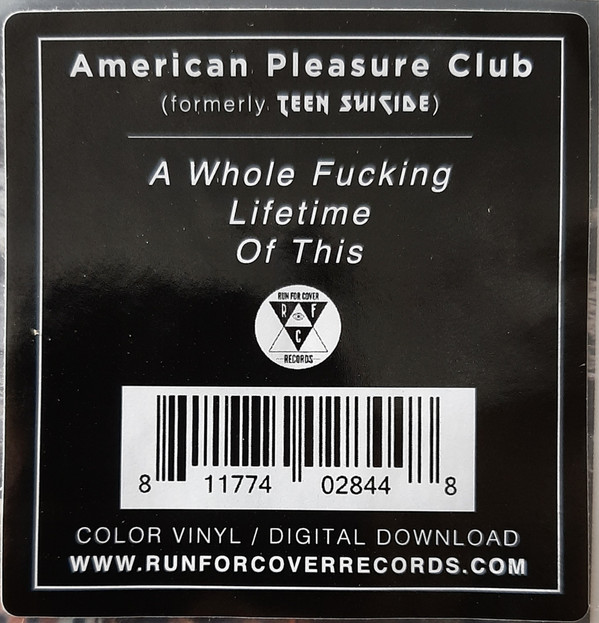 American Pleasure Club
(formerly TEEN SUICIDE)
A Whole Fucking
Lifetime
Of This
RUN FOR COVER
R F
C
RECORDS
8 11774 02844 8
COLOR VINYL / DIGITAL DOWNLOAD
WWW.RUNFORCOVERRECORDS.COM